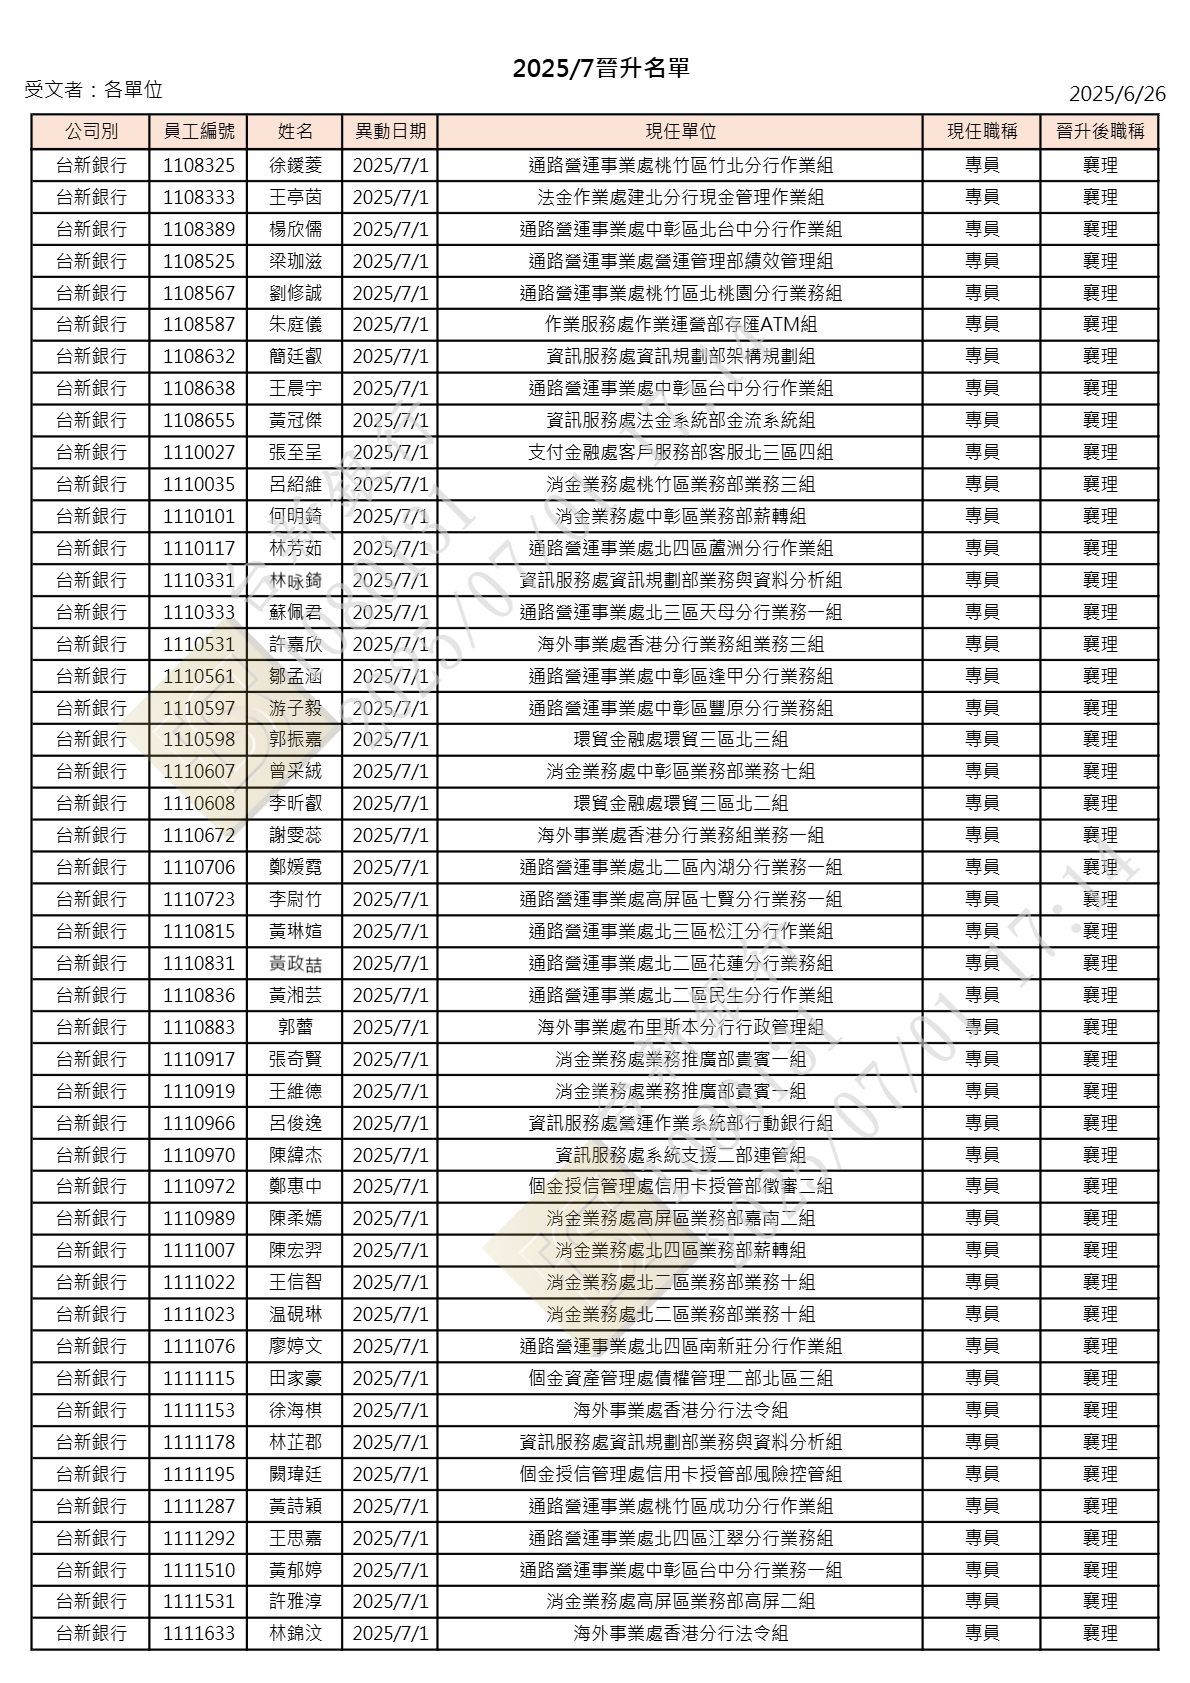 2025/7晉升名單
受文者：各單位
2025/6/26
公司別 員工編號 姓名 異動日期 現任單位 現任職稱 晉升後職稱
台新銀行 1108325 徐鍰菱 2025/7/1 通路營運事業處桃竹區竹北分行作業組 專員 襄理
台新銀行 1108333 王亭茵 2025/7/1 法金作業處建北分行現金管理作業組 專員 襄理
台新銀行 1108389 楊欣儒 2025/7/1 通路營運事業處中彰區北台中分行作業組 專員 襄理
台新銀行 1108525 梁珈滋 2025/7/1 通路營運事業處營運管理部績效管理組 專員 襄理
台新銀行 1108567 劉修誠 2025/7/1 通路營運事業處桃竹區北桃園分行業務組 專員 襄理
台新銀行 1108587 朱庭儀 2025/7/1 作業服務處作業運營部存匯ATM組 專員 襄理
台新銀行 1108632 簡廷叡 2025/7/1 資訊服務處資訊規劃部架構規劃組 專員 襄理
台新銀行 1108638 王晨宇 2025/7/1 通路營運事業處中彰區台中分行作業組 專員 襄理
台新銀行 1108655 黃冠傑 2025/7/1 資訊服務處法金系統部金流系統組 專員 襄理
台新銀行 1110027 張至呈 2025/7/1 支付金融處客戶服務部客服北三區四組 專員 襄理
台新銀行 1110035 呂紹維 2025/7/1 消金業務處桃竹區業務部業務三組 專員 襄理
台新銀行 1110101 何明錡 2025/7/1 消金業務處中彰區業務部薪轉組 專員 襄理
台新銀行 1110117 林芳茹 2025/7/1 通路營運事業處北四區蘆洲分行作業組 專員 襄理
台新銀行 1110331 林咏錡 2025/7/1 資訊服務處資訊規劃部業務與資料分析組 專員 襄理
台新銀行 1110333 蘇佩君 2025/7/1 通路營運事業處北三區天母分行業務一組 專員 襄理
台新銀行 1110531 許嘉欣 2025/7/1 海外事業處香港分行業務組業務三組 專員 襄理
台新銀行 1110561 鄒孟涵 2025/7/1 通路營運事業處中彰區逢甲分行業務組 專員 襄理
台新銀行 1110597 游子毅 2025/7/1 通路營運事業處中彰區豐原分行業務組 專員 襄理
台新銀行 1110598 郭振嘉 2025/7/1 環貿金融處環貿三區北三組 專員 襄理
台新銀行 1110607 曾采絨 2025/7/1 消金業務處中彰區業務部業務七組 專員 襄理
台新銀行 1110608 李昕叡 2025/7/1 環貿金融處環貿三區北二組 專員 襄理
台新銀行 1110672 謝雯蕊 2025/7/1 海外事業處香港分行業務組業務一組 專員 襄理
台新銀行 1110706 鄭媛霓 2025/7/1 通路營運事業處北二區內湖分行業務一組 專員 襄理
台新銀行 1110723 李尉竹 2025/7/1 通路營運事業處高屏區七賢分行業務一組 專員 襄理
台新銀行 1110815 黃琳媗 2025/7/1 通路營運事業處北三區松江分行作業組 專員 襄理
台新銀行 1110831 黃政喆 2025/7/1 通路營運事業處北二區花蓮分行業務組 專員 襄理
台新銀行 1110836 黃湘芸 2025/7/1 通路營運事業處北二區民生分行作業組 專員 襄理
台新銀行 1110883 郭蕾 2025/7/1 海外事業處布里斯本分行行政管理組 專員 襄理
台新銀行 1110917 張奇賢 2025/7/1 消金業務處業務推廣部貴賓一組 專員 襄理
台新銀行 1110919 王維德 2025/7/1 消金業務處業務推廣部貴賓一組 專員 襄理
台新銀行 1110966 呂俊逸 2025/7/1 資訊服務處營運作業系統部行動銀行組 專員 襄理
台新銀行 1110970 陳緯杰 2025/7/1 資訊服務處系統支援二部連管組 專員 襄理
台新銀行 1110972 鄭惠中 2025/7/1 個金授信管理處信用卡授管部徵審二組 專員 襄理
台新銀行 1110989 陳柔嫣 2025/7/1 消金業務處高屏區業務部嘉南二組 專員 襄理
台新銀行 1111007 陳宏羿 2025/7/1 消金業務處北四區業務部薪轉組 專員 襄理
台新銀行 1111022 王信智 2025/7/1 消金業務處北二區業務部業務十組 專員 襄理
台新銀行 1111023 溫硯琳 2025/7/1 消金業務處北二區業務部業務十組 專員 襄理
台新銀行 1111076 廖婷文 2025/7/1 通路營運事業處北四區南新莊分行作業組 專員 襄理
台新銀行 1111115 田家豪 2025/7/1 個金資產管理處債權管理二部北區三組 專員 襄理
台新銀行 1111153 徐海棋 2025/7/1 海外事業處香港分行法令組 專員 襄理
台新銀行 1111178 林芷郡 2025/7/1 資訊服務處資訊規劃部業務與資料分析組 專員 襄理
台新銀行 1111195 闕瑋廷 2025/7/1 個金授信管理處信用卡授管部風險控管組 專員 襄理
台新銀行 1111287 黃詩穎 2025/7/1 通路營運事業處桃竹區成功分行作業組 專員 襄理
台新銀行 1111292 王思嘉 2025/7/1 通路營運事業處北四區江翠分行業務組 專員 襄理
台新銀行 1111510 黃郁婷 2025/7/1 通路營運事業處中彰區台中分行業務一組 專員 襄理
台新銀行 1111531 許雅淳 2025/7/1 消金業務處高屏區業務部高屏二組 專員 襄理
台新銀行 1111633 林錦汶 2025/7/1 海外事業處香港分行法令組 專員 襄理
台新銀行
1080131
2025/07/01 17:14
台新銀行
1080131
2025/07/01 17:14